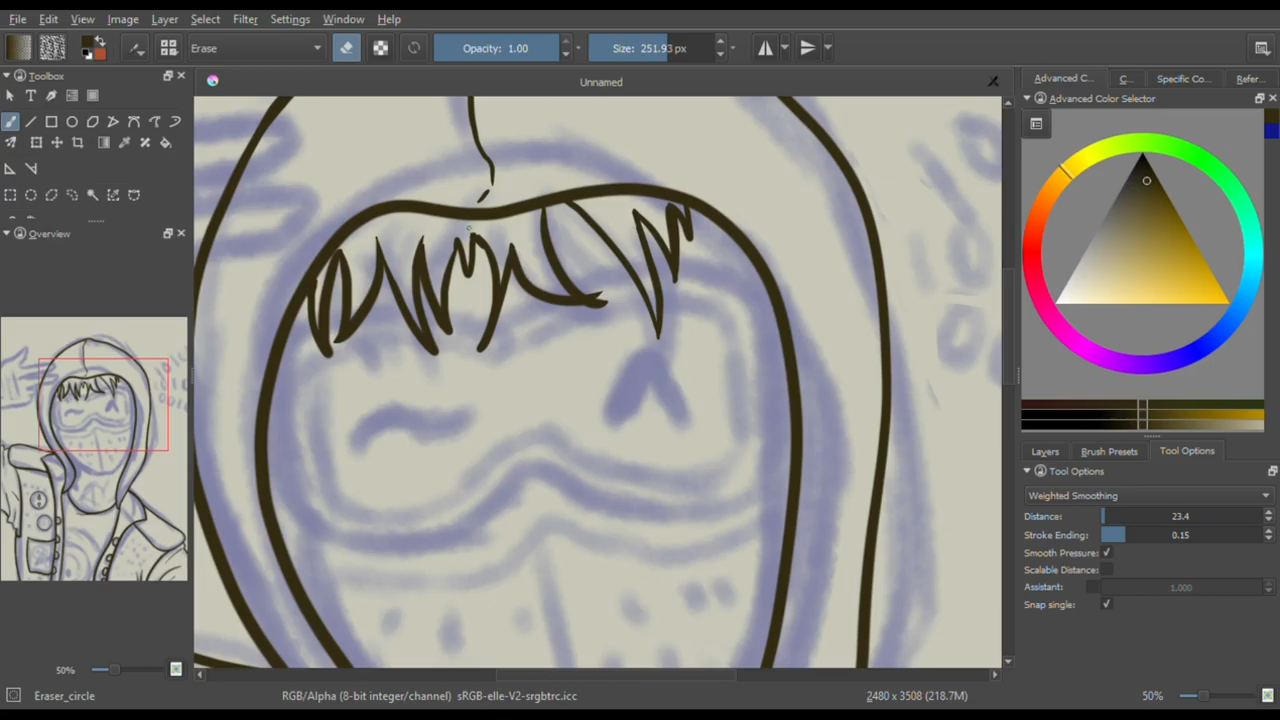 File Edit View Image Layer Select Filter Settings Window Help
Erase Opacity: 1.00 Size: 251.93 px
Toolbox
Unnamed
Advanced C... C... Specific Co... Refer...
Advanced Color Selector
Overview
Layers Brush Presets Tool Options
Tool Options
Weighted Smoothing
Distance: 23.4
Stroke Ending: 0.15
Smooth Pressure:
Scalable Distance:
Assistant: 1.000
Snap single:
50%
Eraser_circle RGB/Alpha (8-bit integer/channel) sRGB-elle-V2-srgbtrc.icc 2480 x 3508 (218.7M) 50%